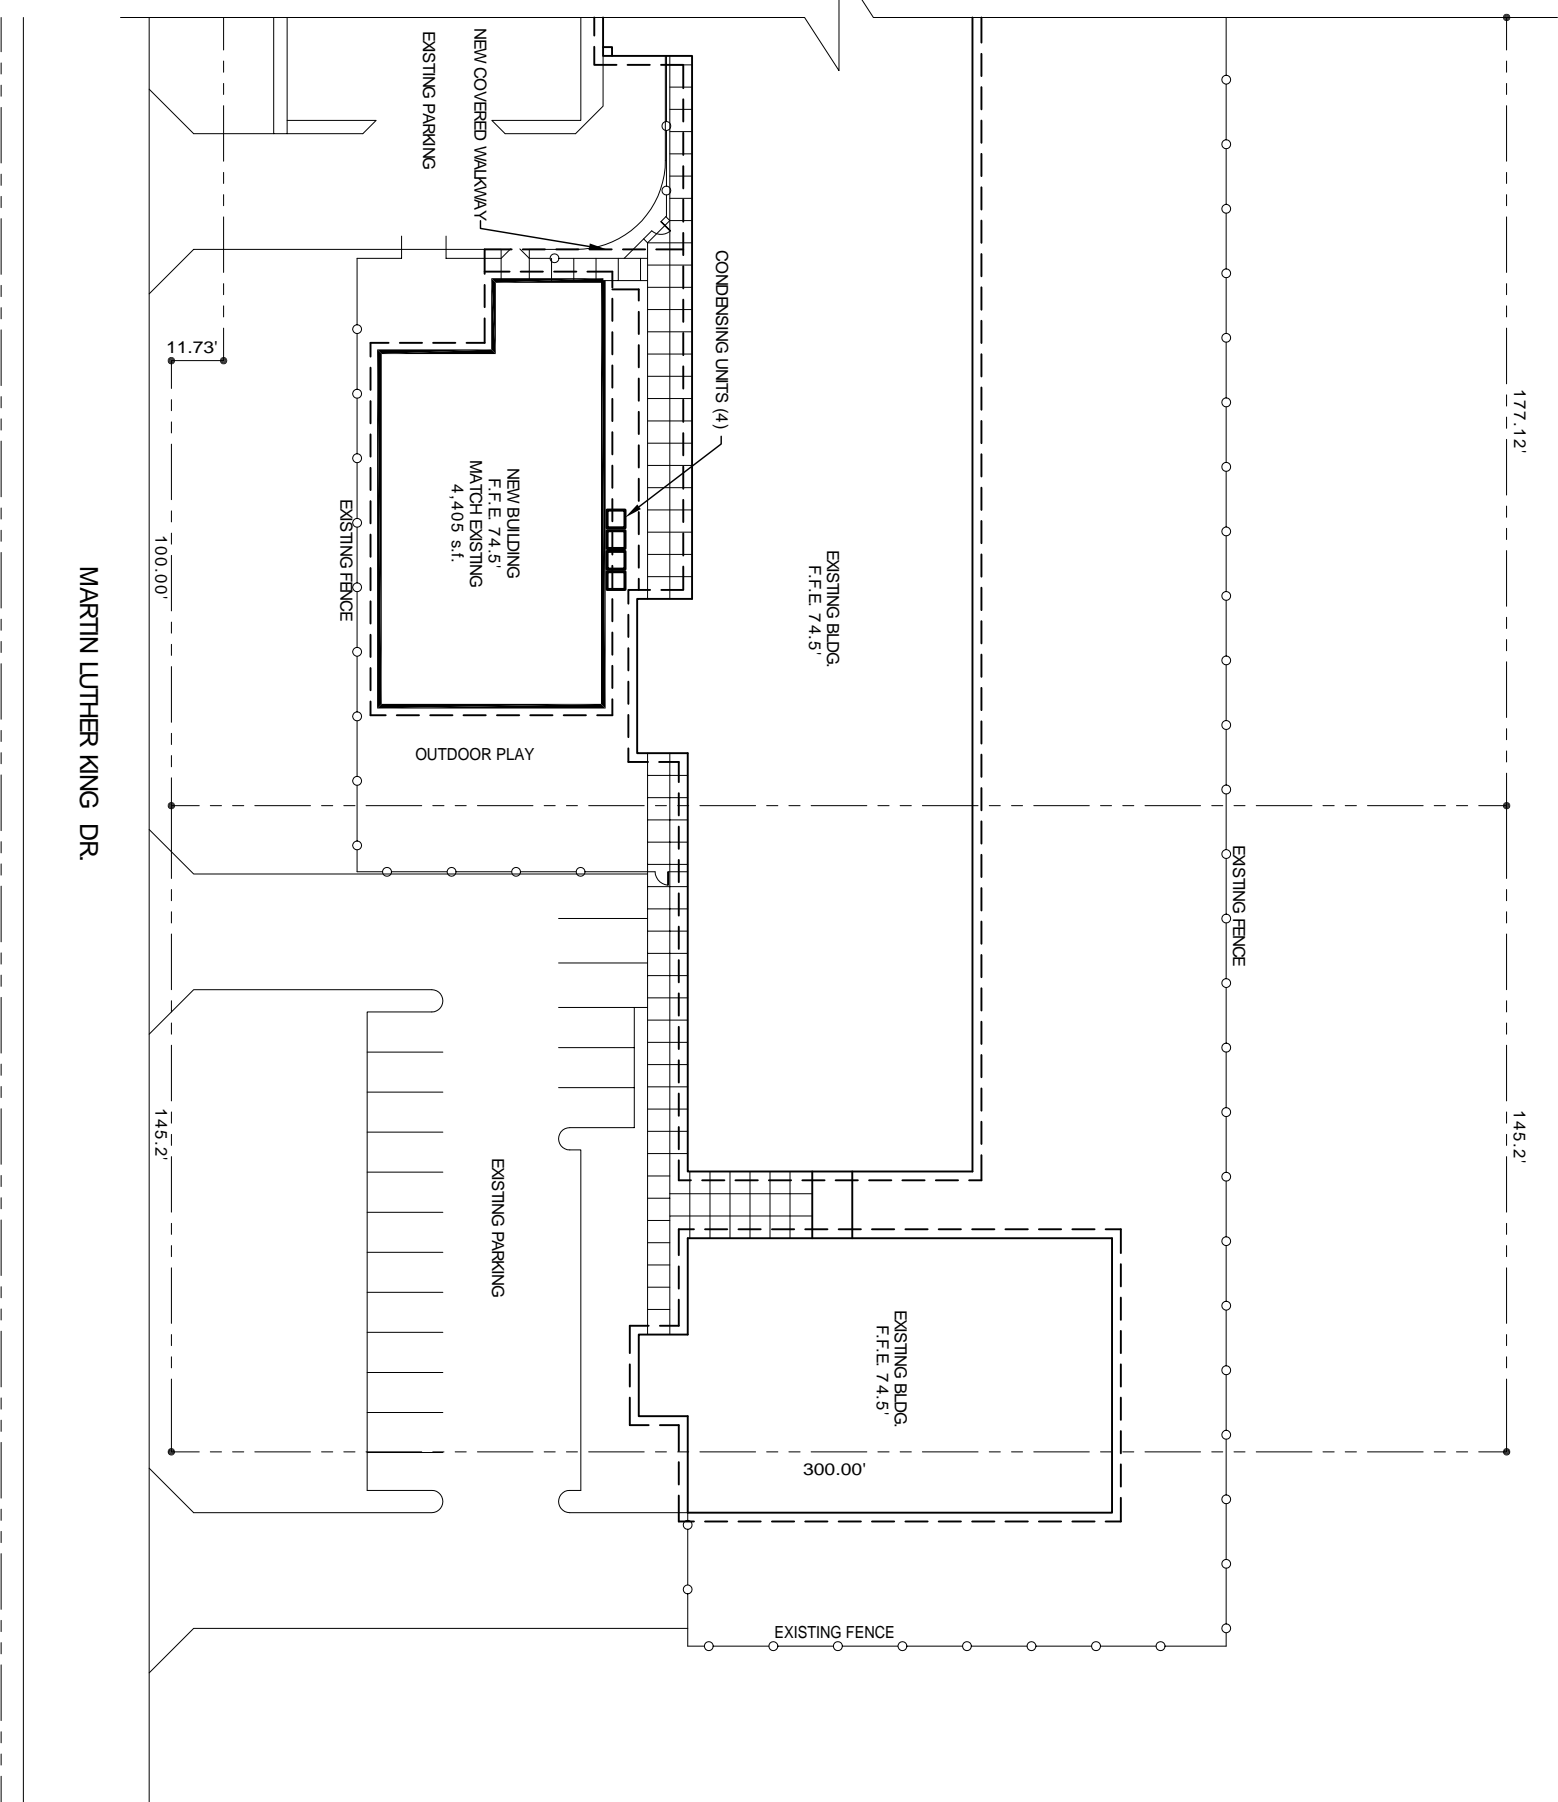 NEW COVERED WALKWAY
EXISTING PARKING
CONDENSING UNITS (4)
177.12'
11.73'
EXISTING FENCE
100.00'
NEW BUILDING
F.F.E. 74.5'
MATCH EXISTING
4,405 s.f.
EXISTING BLDG.
F.F.E. 74.5'
MARTIN LUTHER KING DR.
OUTDOOR PLAY
EXISTING FENCE
145.2'
145.2'
EXISTING PARKING
EXISTING BLDG.
F.F.E. 74.5'
300.00'
EXISTING FENCE